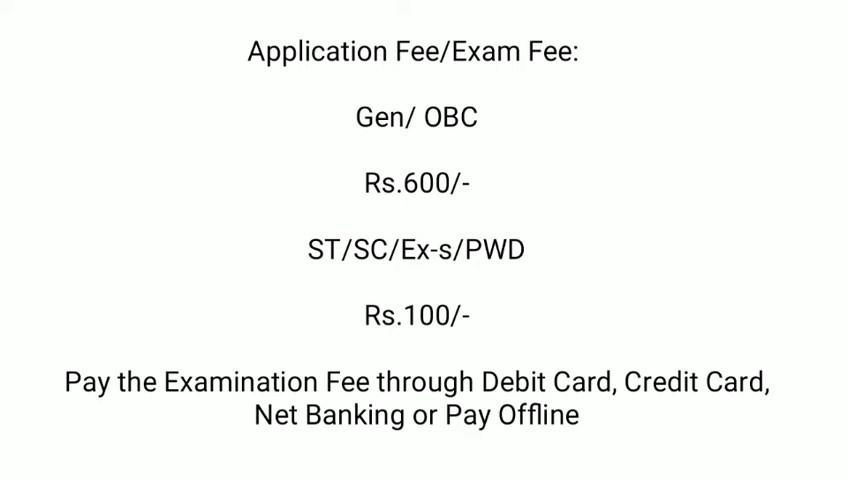 Application Fee/Exam Fee:
Gen/ OBC
Rs.600/-
ST/SC/Ex-s/PWD
Rs.100/-
Pay the Examination Fee through Debit Card, Credit Card,
Net Banking or Pay Offline